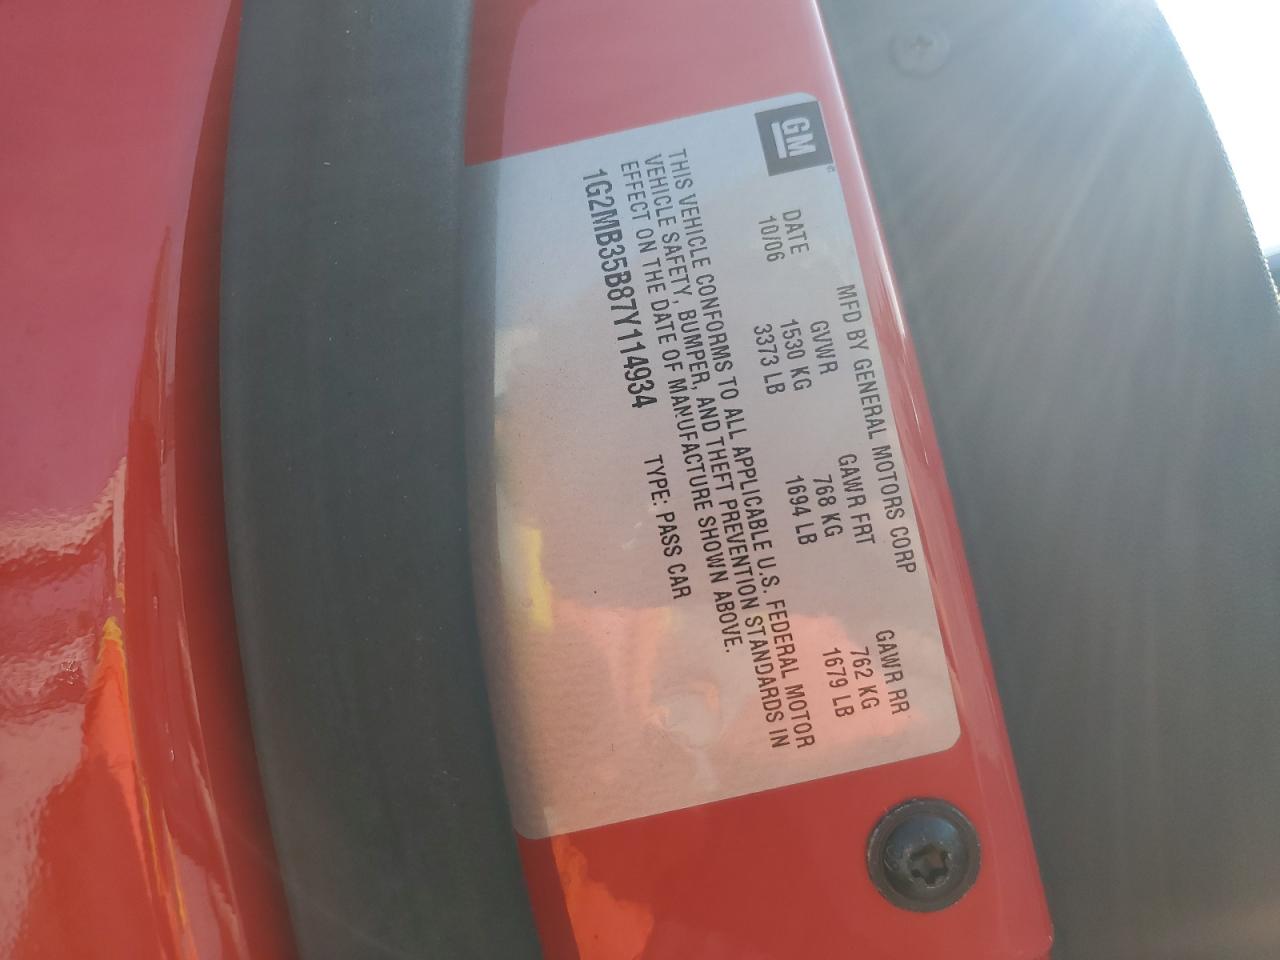 GM
MFD BY GENERAL MOTORS CORP
DATE GVWR GAWR FRT GAWR RR
10/06 1530 KG 768 KG 762 KG
3373 LB 1694 LB 1679 LB
THIS VEHICLE CONFORMS TO ALL APPLICABLE U.S. FEDERAL MOTOR
VEHICLE SAFETY, BUMPER, AND THEFT PREVENTION STANDARDS IN
EFFECT ON THE DATE OF MANUFACTURE SHOWN ABOVE.
1G2MB35B87Y114934 TYPE: PASS CAR